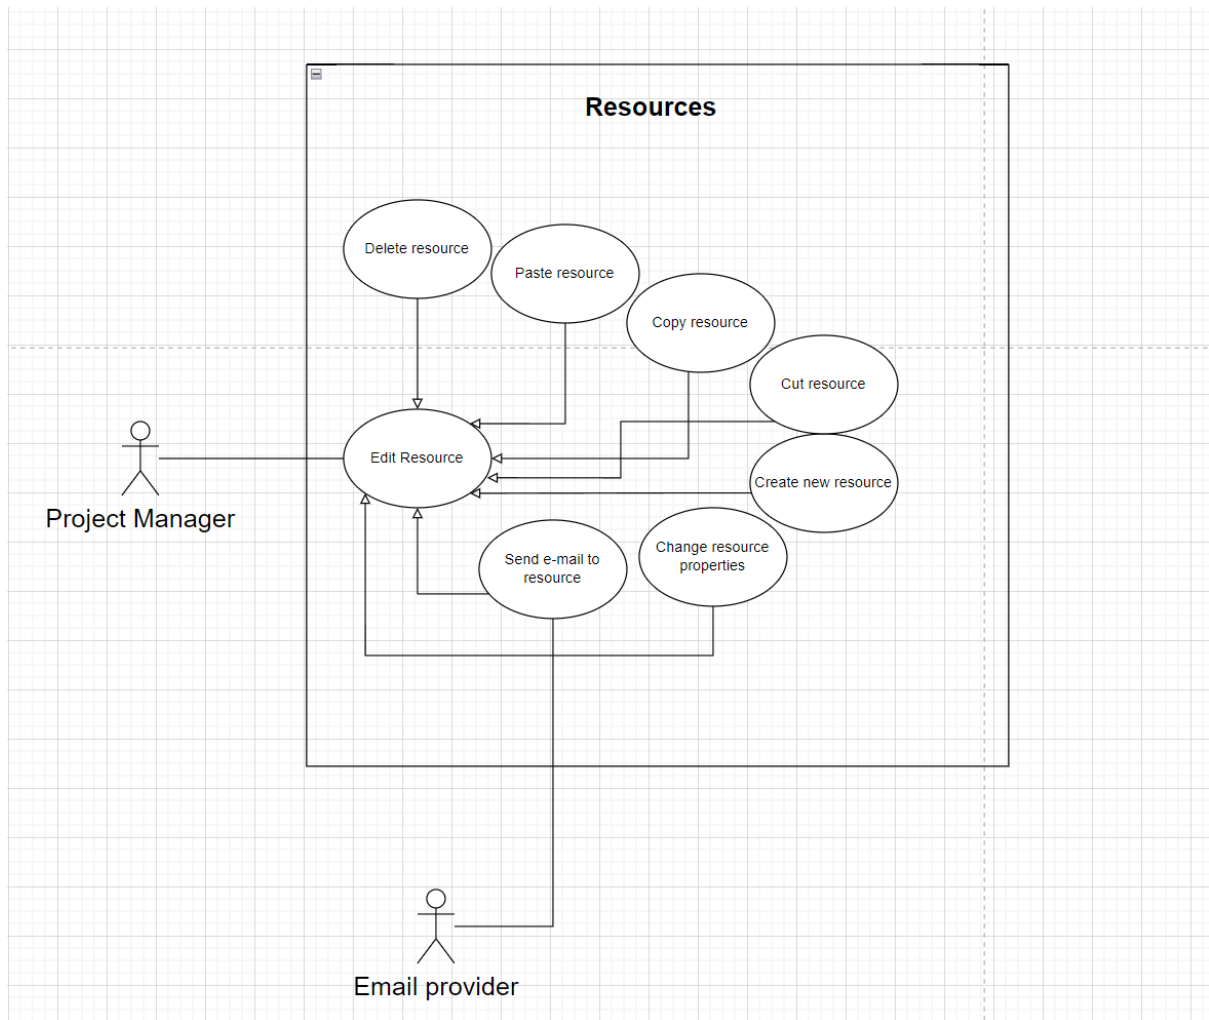 Resources
Delete resource
Paste resource
Copy resource
Cut resource
Edit Resource
Create new resource
Project Manager
Send e-mail to
resource
Change resource
properties
Email provider